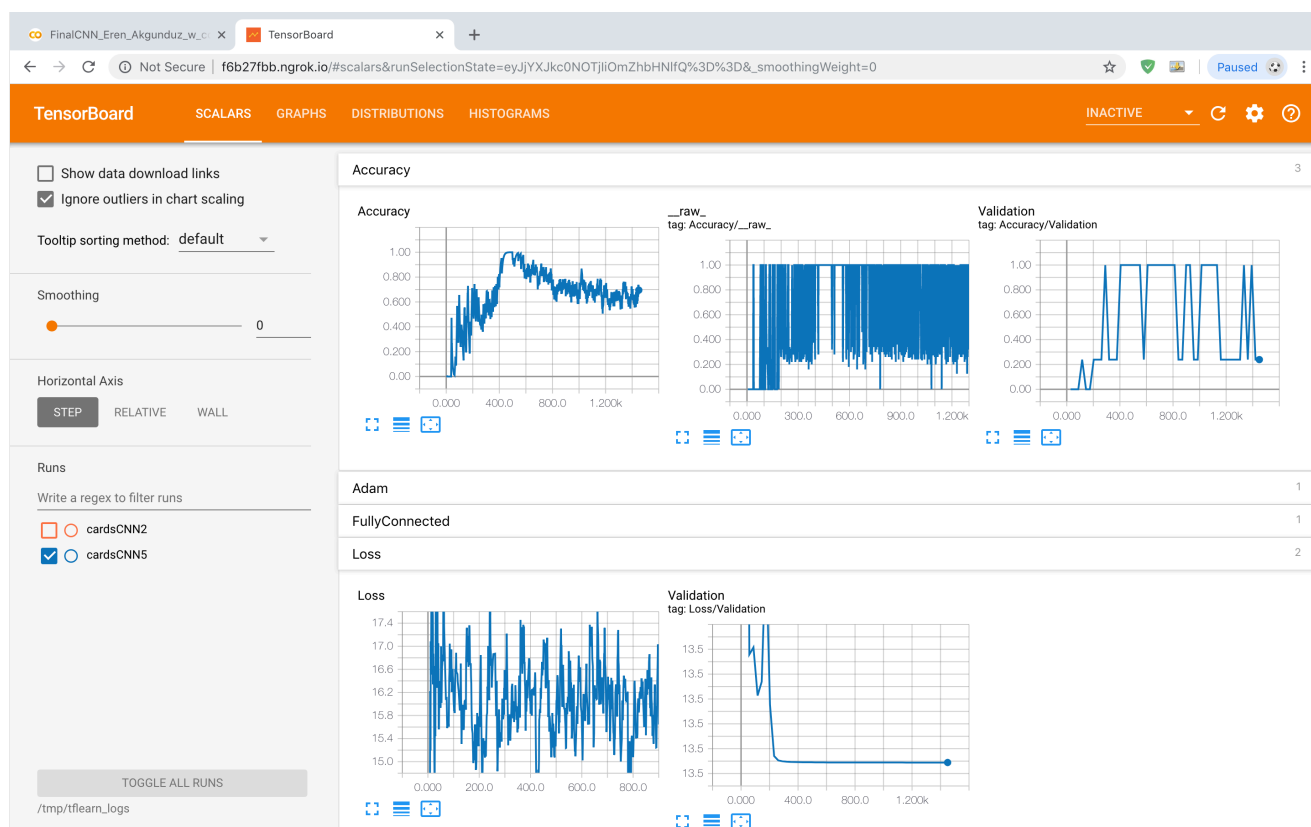 FinalCNN_Eren_Akgunduz_w_c
TensorBoard
Not Secure | f6b27fbb.ngrok.io/#scalars&runSelectionState=eyJjYXJkc0NOTjIiOmZhbHNlfQ%3D%3D&_smoothingWeight=0
Paused
TensorBoard
SCALARS
GRAPHS
DISTRIBUTIONS
HISTOGRAMS
INACTIVE
Show data download links
Ignore outliers in chart scaling
Tooltip sorting method: default
Smoothing
0
Horizontal Axis
STEP
RELATIVE
WALL
Runs
Write a regex to filter runs
cardsCNN2
cardsCNN5
TOGGLE ALL RUNS
/tmp/tflearn_logs
Accuracy
3
Accuracy
1.00
0.800
0.600
0.400
0.200
0.00
0.000 400.0 800.0 1.200k
__raw_
tag: Accuracy/__raw_
1.00
0.800
0.600
0.400
0.200
0.00
0.000 300.0 600.0 900.0 1.200k
Validation
tag: Accuracy/Validation
1.00
0.800
0.600
0.400
0.200
0.00
0.000 400.0 800.0 1.200k
Adam
1
FullyConnected
1
Loss
2
Loss
17.4
17.0
16.6
16.2
15.8
15.4
15.0
0.000 200.0 400.0 600.0 800.0
Validation
tag: Loss/Validation
13.5
13.5
13.5
13.5
13.5
13.5
0.000 400.0 800.0 1.200k